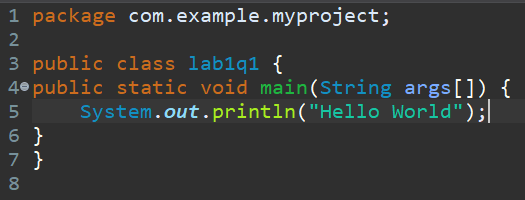 1 package com.example.myproject;
2
3 public class lab1q1 {
4 public static void main(String args[]) {
5     System.out.println("Hello World");
6 }
7 }
8